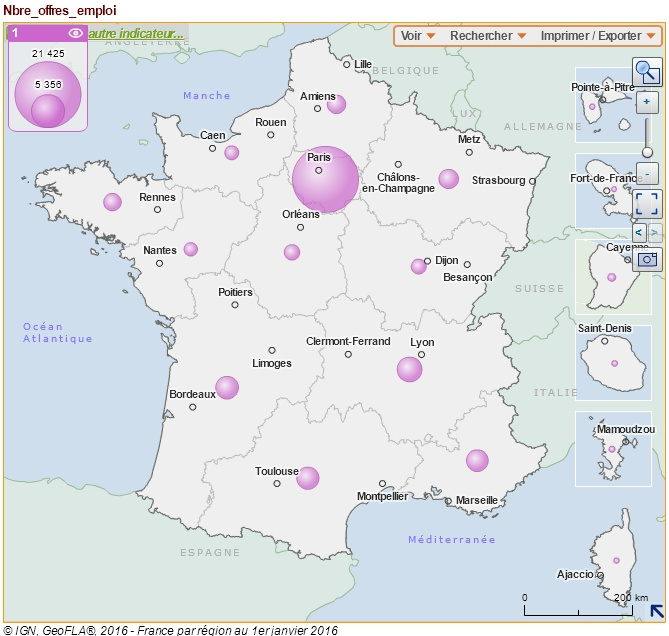 Nbre_offres_emploi
1
autre indicateur...
ANGLETERRE
Voir
Rechercher
Imprimer / Exporter
21 425
5 356
Lille
BELGIQUE
Manche
Amiens
Pointe-à-Pitre
+
Rouen
LUX
ALLEMAGNE
Caen
Metz
Paris
Châlons-
en-Champagne
Strasbourg
Fort-de-France
-
Rennes
Orléans
< >
Nantes
Cayenne
Dijon
Besançon
SUISSE
Poitiers
Océan
Atlantique
Saint-Denis
Clermont-Ferrand
Lyon
Limoges
ITALIE
Bordeaux
Mamoudzou
Toulouse
Montpellier
Marseille
Méditerranée
ESPAGNE
Ajaccio
0
200 km
© IGN, GeoFLA®, 2016 - France par région au 1er janvier 2016